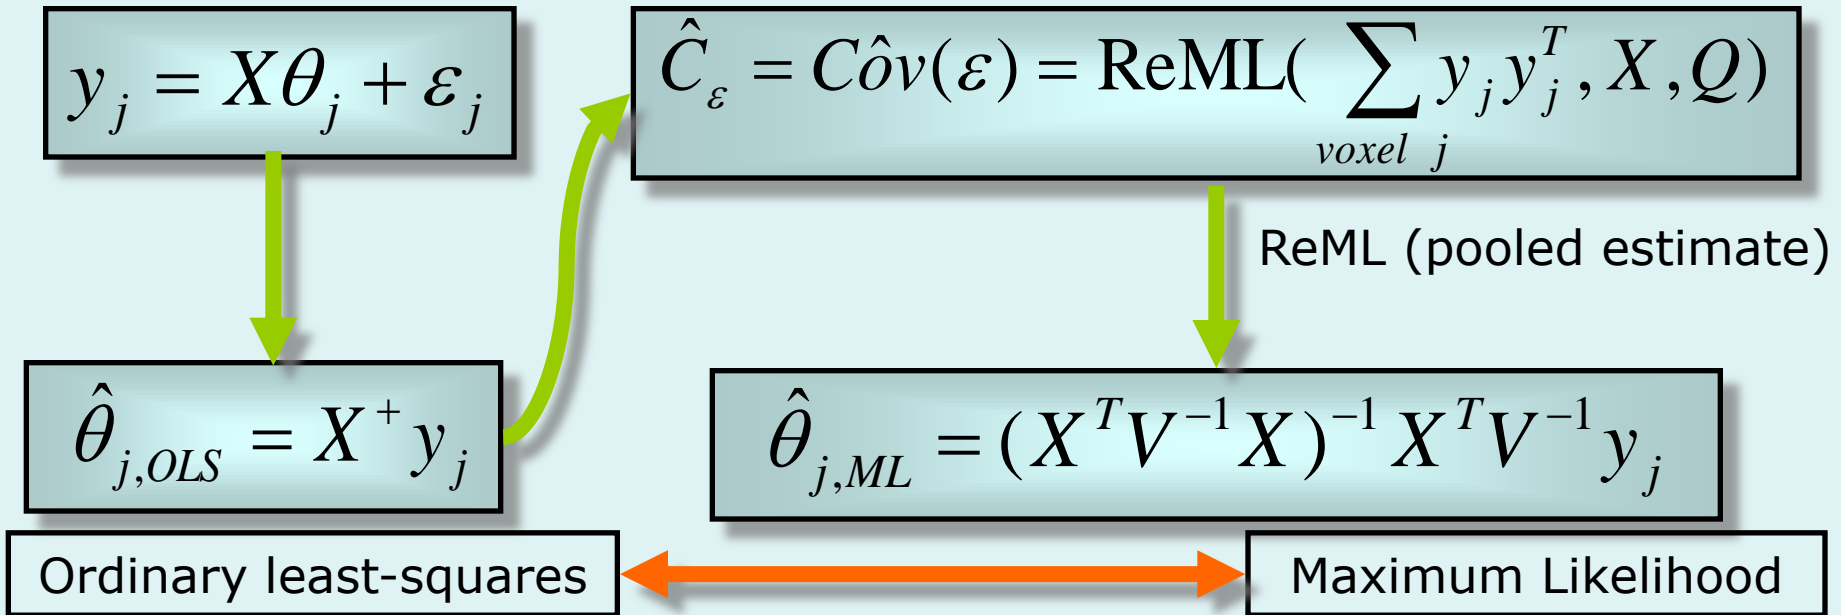 y_j = Xθ_j + ε_j
Ĉ_ε = Côv(ε) = ReML( ∑_{voxel j} y_j y_j^T , X , Q)
ReML (pooled estimate)
θ̂_{j,OLS} = X^+ y_j
θ̂_{j,ML} = (X^T V^{-1} X)^{-1} X^T V^{-1} y_j
Ordinary least-squares
Maximum Likelihood